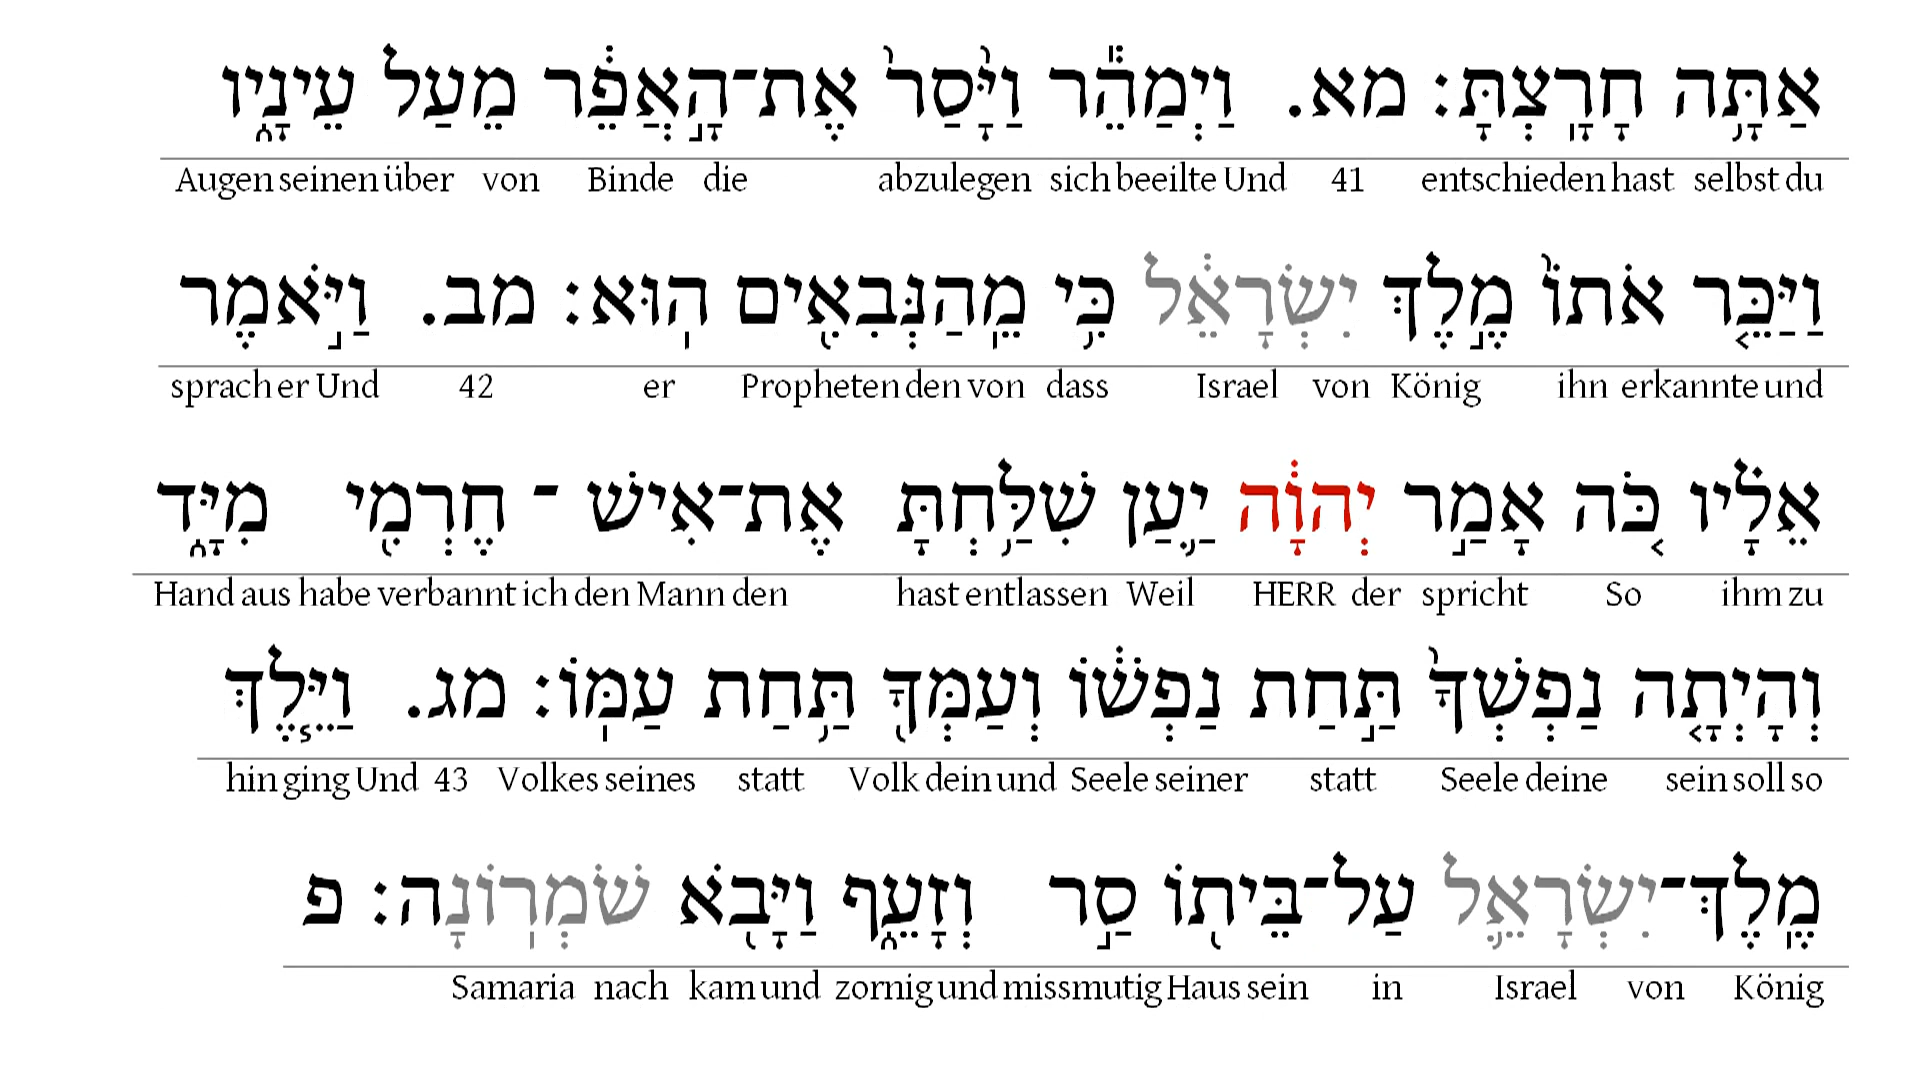 אַתָּ֥ה חָרָֽצְתָּ׃ מא. וַיְמַהֵ֕ר וַיָּ֙סַר֙ אֶת־הָ֣אֲפֵ֔ר מֵעַ֖ל עֵינָ֑יו
Augen seinen über von Binde die abzulegen sich beeilte Und 41 entschieden hast selbst du
וַיַּכֵּ֤ר אֹתוֹ֙ מֶ֣לֶךְ יִשְׂרָאֵ֔ל כִּ֥י מֵֽהַנְּבִאִ֖ים הֽוּא׃ מב. וַיֹּ֣אמֶר
sprach er Und 42 er Propheten den von dass Israel von König ihn erkannte und
אֵלָ֗יו כֹּ֤ה אָמַ֣ר יְהוָֹ֔ה יַ֛עַן שִׁלַּ֥חְתָּ אֶת־אִישׁ ־ חֶרְמִ֖י מִיָּ֑ד
Hand aus habe verbannt ich den Mann den hast entlassen Weil HERR der spricht So ihm zu
וְהָיְתָ֤ה נַפְשְׁךָ֙ תַּ֣חַת נַפְשׁ֔וֹ וְעַמְּךָ֖ תַּ֥חַת עַמּֽוֹ׃ מג. וַיֵּ֧לֶךְ
hin ging Und 43 Volkes seines statt Volk dein und Seele seiner statt Seele deine sein soll so
מֶֽלֶךְ־יִשְׂרָאֵ֛ל עַל־בֵּית֖וֹ סַ֣ר וְזָעֵ֑ף וַיָּבֹ֖א שֹׁמְרֽוֹנָה׃ פ
Samaria nach kam und zornig und missmutig Haus sein in Israel von König